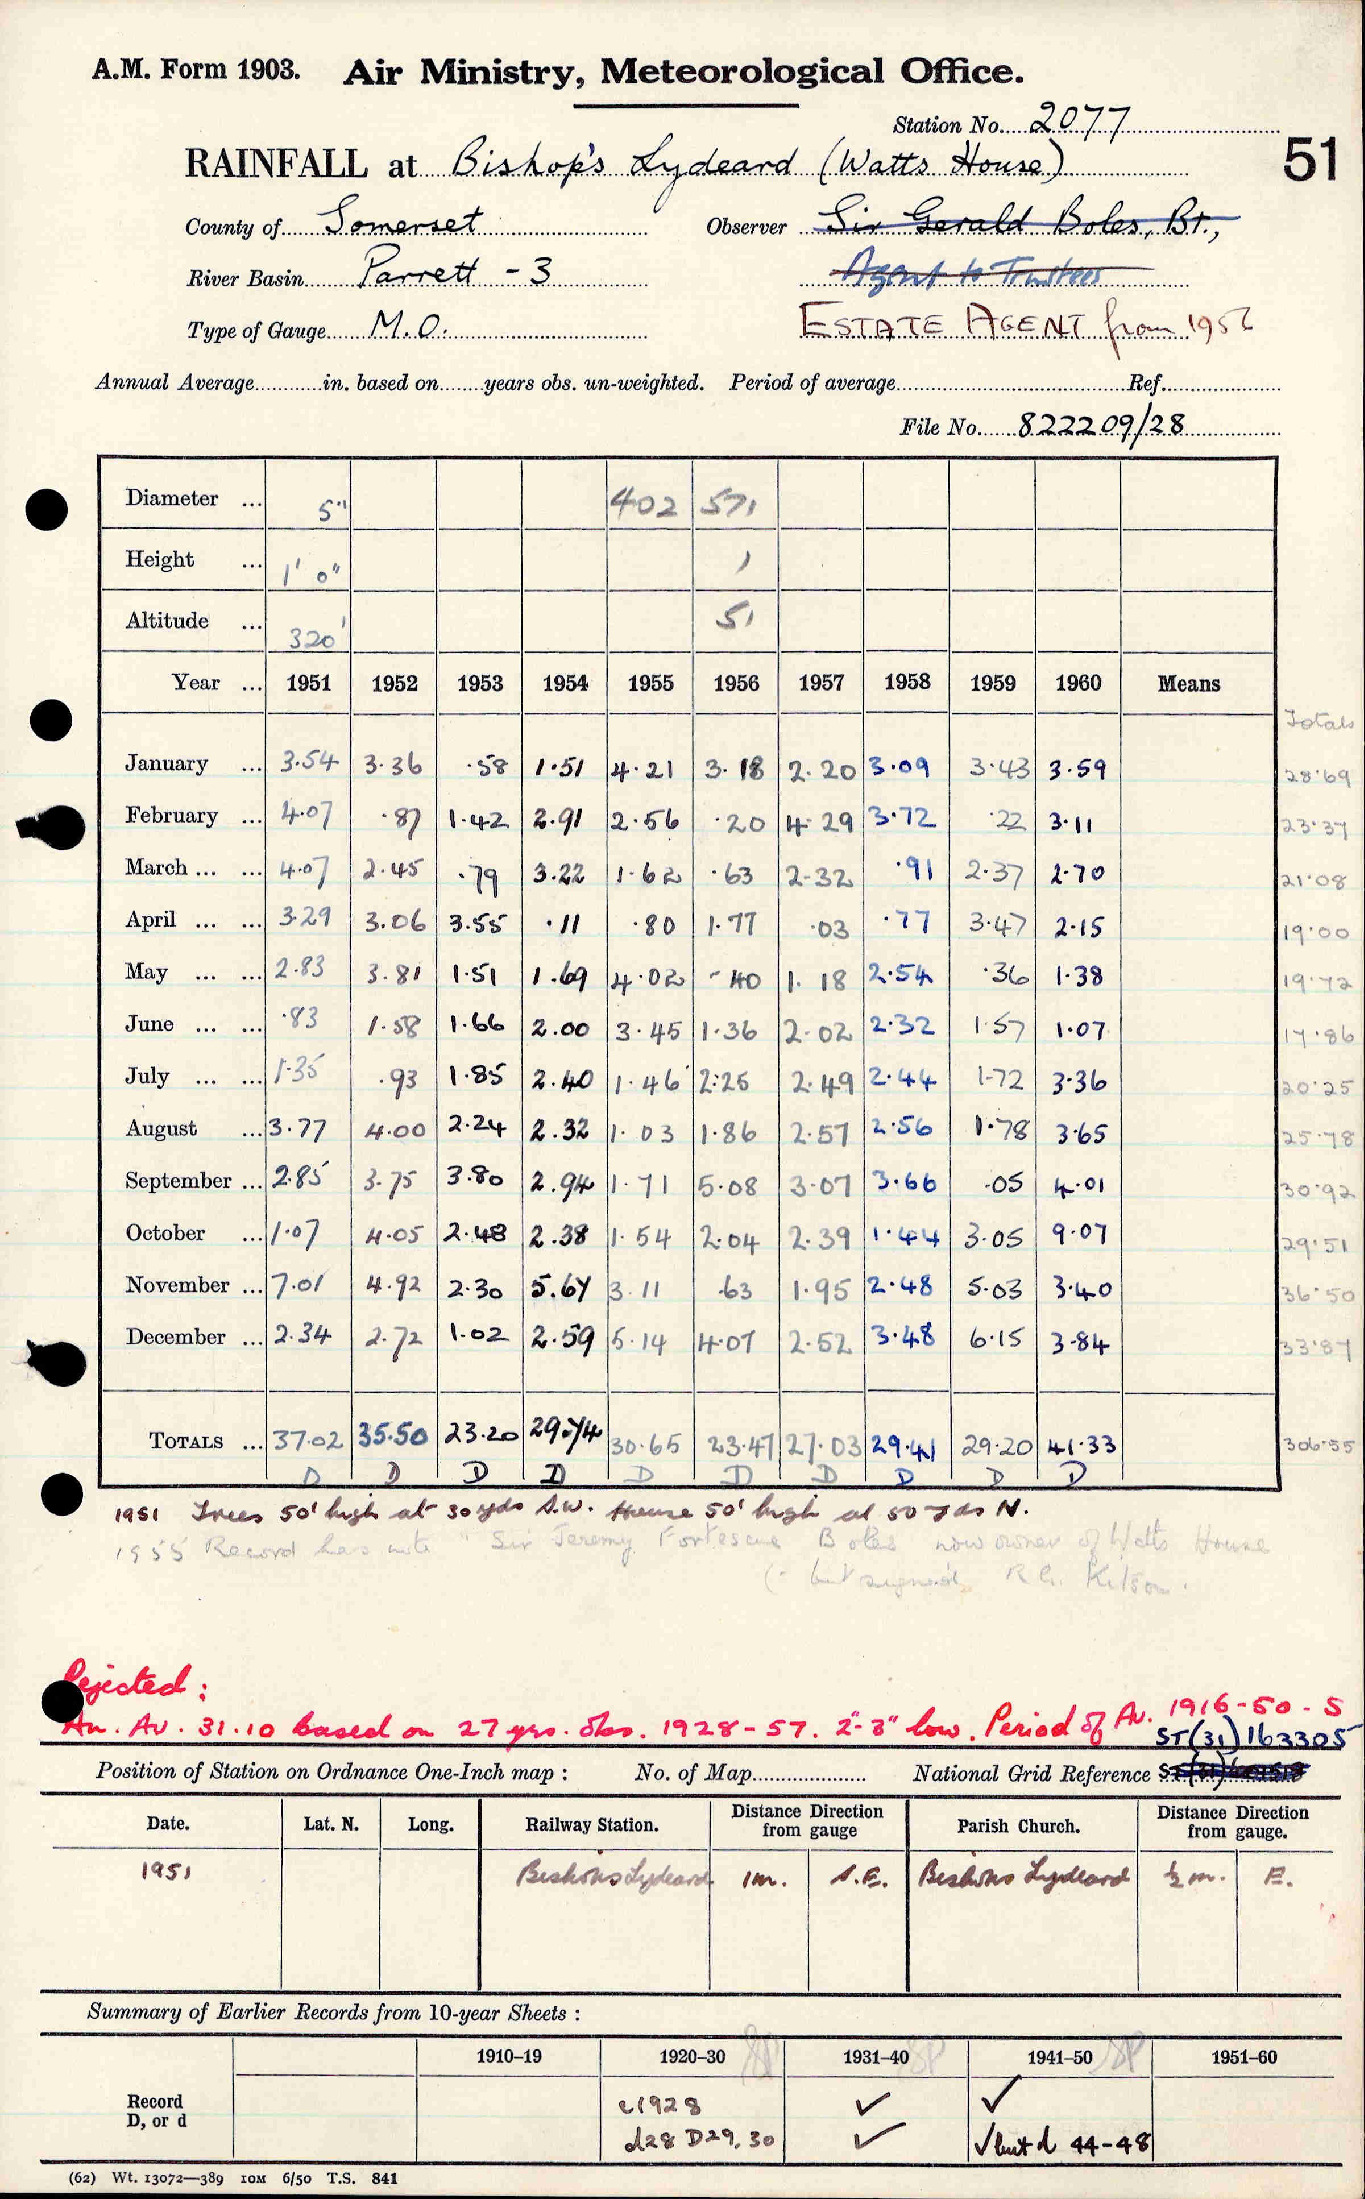 A.M. Form 1903. Air Ministry, Meteorological Office.
Station No. 2077
RAINFALL at Bishop's Lydeard (Watts House) 51
County of Somerset Observer Sir Gerald Boles, Bt.,
River Basin Parrett - 3 Agent to Trustees
Type of Gauge M.O. ESTATE AGENT from 1956
Annual Average in. based on years obs. un-weighted. Period of average Ref.
File No. 822209/28
Diameter ... 5" 402 571
Height ... 1' 0" 1
Altitude ... 320' 51
Year ... 1951 1952 1953 1954 1955 1956 1957 1958 1959 1960 Means Totals
January ... 3.54 3.36 .58 1.51 4.21 3.18 2.20 3.09 3.43 3.59 28.69
February ... 4.07 .87 1.42 2.91 2.56 .20 4.29 3.72 .22 3.11 23.37
March ... ... 4.07 2.45 .79 3.22 1.62 .63 2.32 .91 2.37 2.70 21.08
April ... ... 3.29 3.06 3.55 .11 .80 1.77 .03 .77 3.47 2.15 19.00
May ... ... 2.83 3.81 1.51 1.69 4.02 .40 1.18 2.54 .36 1.38 19.72
June ... ... .83 1.58 1.66 2.00 3.45 1.36 2.02 2.32 1.57 1.07 17.86
July ... ... 1.35 .93 1.85 2.40 1.46 2.25 2.49 2.44 1.72 3.36 20.25
August ... 3.77 4.00 2.24 2.32 1.03 1.86 2.57 2.56 1.78 3.65 25.78
September ... 2.85 3.75 3.80 2.94 1.71 5.08 3.07 3.66 .05 4.01 30.92
October ... 1.07 4.05 2.48 2.38 1.54 2.04 2.39 1.44 3.05 9.07 29.51
November ... 7.01 4.92 2.30 5.67 3.11 .63 1.95 2.48 5.03 3.40 36.50
December ... 2.34 2.72 1.02 2.59 5.14 4.07 2.52 3.48 6.15 3.84 33.87
TOTALS ... 37.02 35.50 23.20 29.74 30.65 23.47 27.03 29.41 29.20 41.33 306.55
D D D D D D D D D D
1951 Trees 50' high at 30 yds S.W. House 50' high at 50 yds N.
1955 Record has note "Sir Jeremy Fortescue Boles now owner of Watts House
(- but signed R.G. Kitson.
Rejected:
An. Av. 31.10 based on 27 yrs. obs. 1928-57. 2"-3" low. Period of Av. 1916-50-S
ST(31)163305
Position of Station on Ordnance One-Inch map : No. of Map National Grid Reference
Date. Lat. N. Long. Railway Station. Distance Direction from gauge Parish Church. Distance Direction from gauge.
1951 Bishops Lydeard 1m. S.E. Bishops Lydeard ½ m. E.
Summary of Earlier Records from 10-year Sheets :
1910–19 1920–30 1931–40 1941–50 1951–60
Record c1928 ✓ ✓
D, or d d28 D29, 30 ✓ ✓ but d 44-48
(62) Wt. 13072—389 10M 6/50 T.S. 841